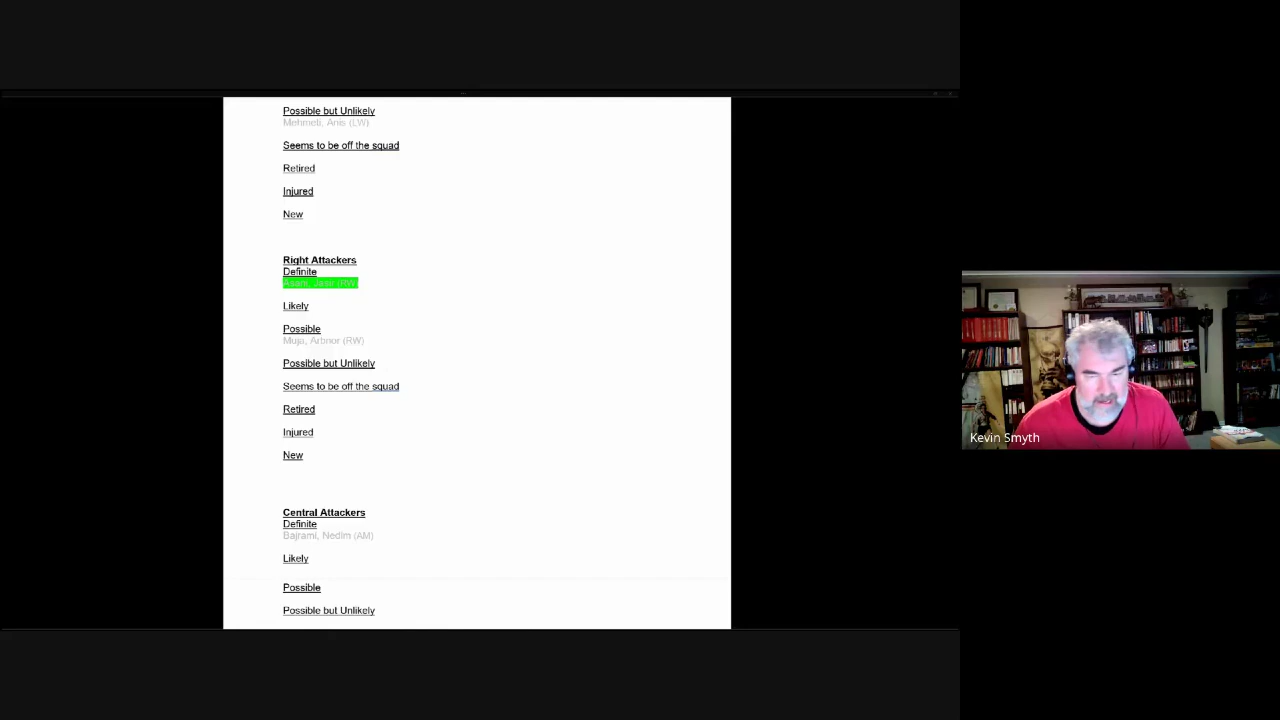 Possible but Unlikely
Mehmeti, Anis (LW)
Seems to be off the squad
Retired
Injured
New
Right Attackers
Definite
Asani, Jasir (RW)
Likely
Possible
Muja, Arbnor (RW)
Possible but Unlikely
Seems to be off the squad
Retired
Injured
New
Central Attackers
Definite
Bajrami, Nedim (AM)
Likely
Possible
Possible but Unlikely
Kevin Smyth